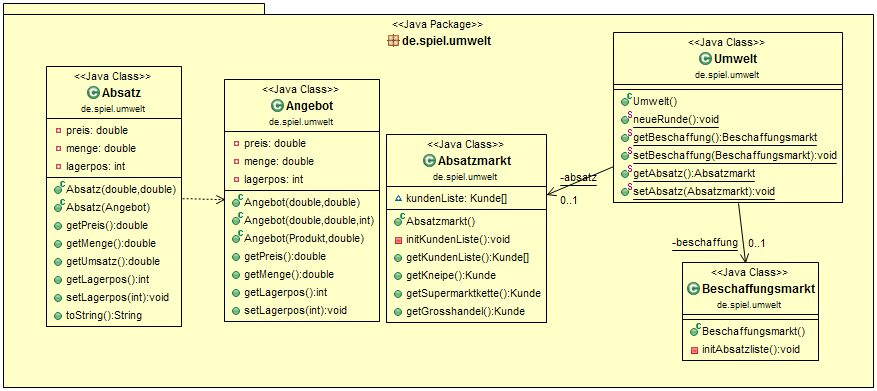 <<Java Package>>
de.spiel.umwelt
<<Java Class>>
Absatz
de.spiel.umwelt
preis: double
menge: double
lagerpos: int
Absatz(double,double)
Absatz(Angebot)
getPreis():double
getMenge():double
getUmsatz():double
getLagerpos():int
setLagerpos(int):void
toString():String
<<Java Class>>
Angebot
de.spiel.umwelt
preis: double
menge: double
lagerpos: int
Angebot(double,double)
Angebot(double,double,int)
Angebot(Produkt,double)
getPreis():double
getMenge():double
getLagerpos():int
setLagerpos(int):void
<<Java Class>>
Absatzmarkt
de.spiel.umwelt
kundenListe: Kunde[]
Absatzmarkt()
initKundenListe():void
getKundenListe():Kunde[]
getKneipe():Kunde
getSupermarktkette():Kunde
getGrosshandel():Kunde
-absatz
0..1
<<Java Class>>
Umwelt
de.spiel.umwelt
Umwelt()
neueRunde():void
getBeschaffung():Beschaffungsmarkt
setBeschaffung(Beschaffungsmarkt):void
getAbsatz():Absatzmarkt
setAbsatz(Absatzmarkt):void
-beschaffung
0..1
<<Java Class>>
Beschaffungsmarkt
de.spiel.umwelt
Beschaffungsmarkt()
initAbsatzliste():void